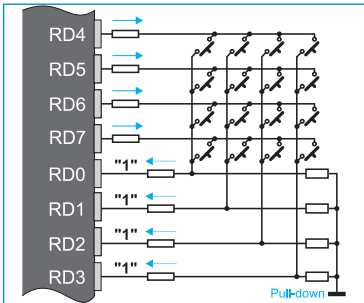 RD4
RD5
RD6
RD7
RD0 "1"
RD1 "1"
RD2 "1"
RD3 "1"
Pull-down